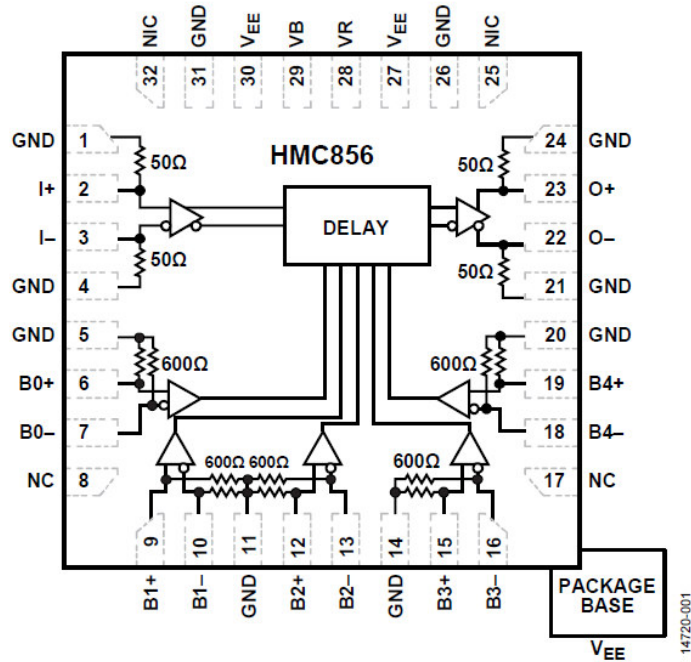 NIC GND VEE VB VR VEE GND NIC
32 31 30 29 28 27 26 25
GND 1
I+ 2
I– 3
GND 4
GND 5
B0+ 6
B0– 7
NC 8
50Ω
50Ω
600Ω
HMC856
DELAY
24 GND
23 O+
22 O–
21 GND
20 GND
19 B4+
18 B4–
17 NC
50Ω
50Ω
600Ω
600Ω 600Ω
600Ω
9 10 11 12 13 14 15 16
B1+ B1– GND B2+ B2– GND B3+ B3–
PACKAGE
BASE
VEE
14720-001